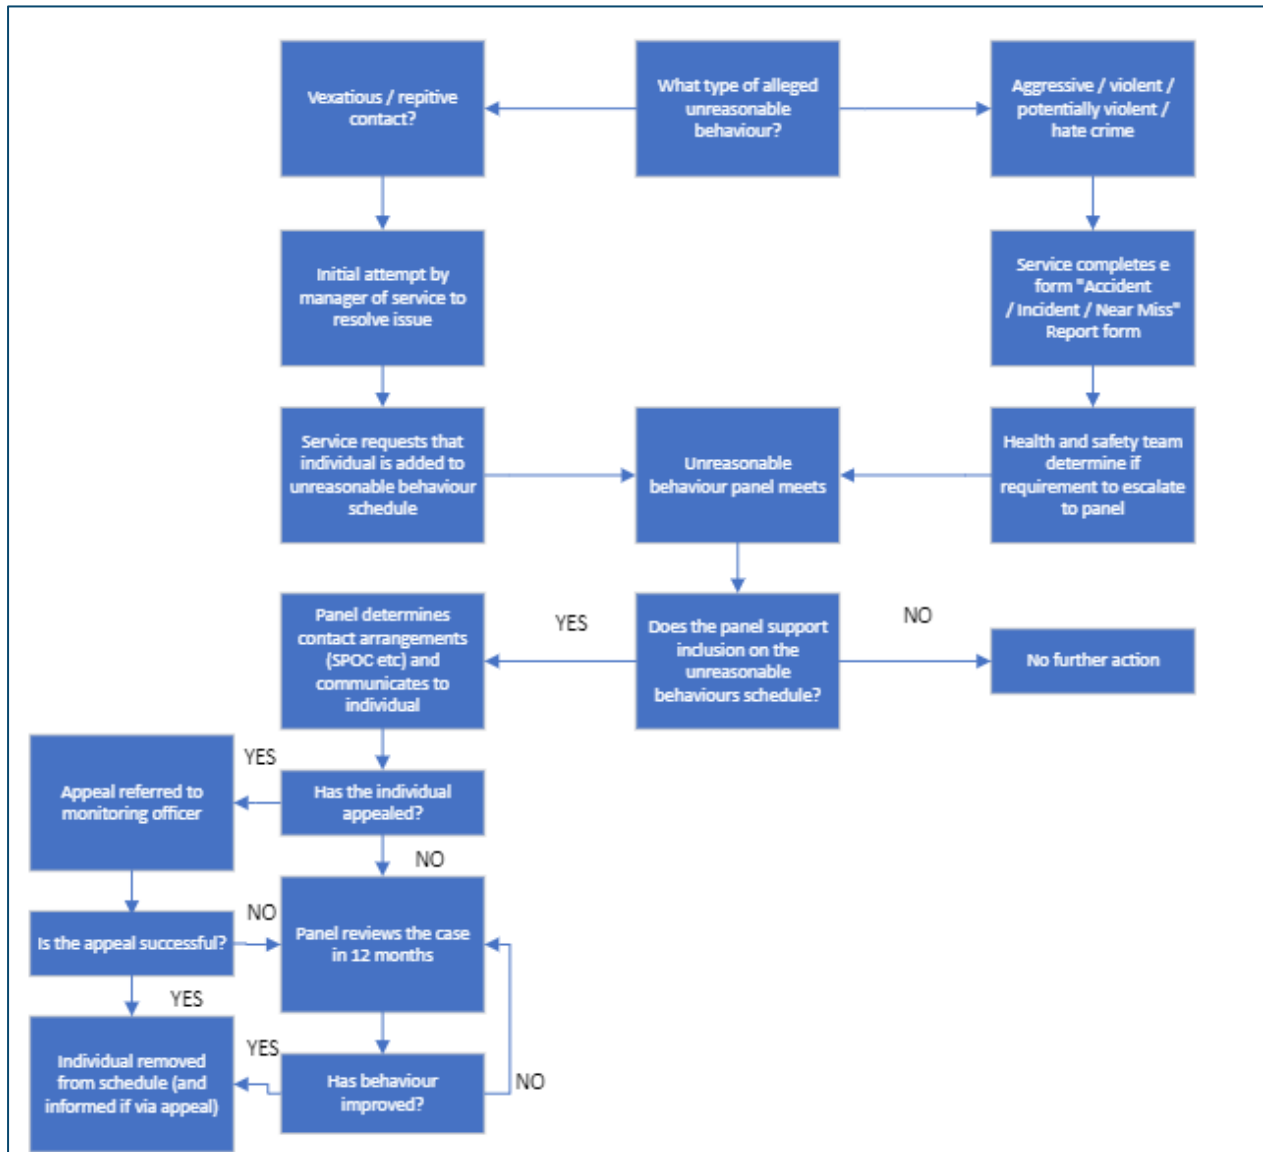 Vexatious / repitive
contact?
What type of alleged
unreasonable
behaviour?
Aggressive / violent /
potentially violent /
hate crime
Initial attempt by
manager of service to
resolve issue
Service completes e
form "Accident
/ Incident / Near Miss"
Report form
Service requests that
individual is added to
unreasonable behaviour
schedule
Unreasonable
behaviour panel meets
Health and safety team
determine if
requirement to escalate
to panel
Panel determines
contact arrangements
(SPOC etc) and
communicates to
individual
YES
Does the panel support
inclusion on the
unreasonable
behaviours schedule?
NO
No further action
Appeal referred to
monitoring officer
YES
Has the individual
appealed?
NO
Is the appeal successful?
NO
Panel reviews the case
in 12 months
YES
Individual removed
from schedule (and
informed if via appeal)
YES
Has behaviour
improved?
NO